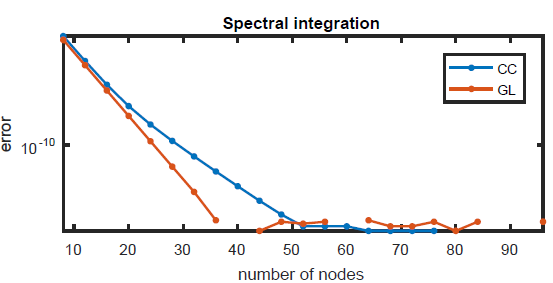 Spectral integration
CC
GL
error
10⁻¹⁰
10 20 30 40 50 60 70 80 90
number of nodes